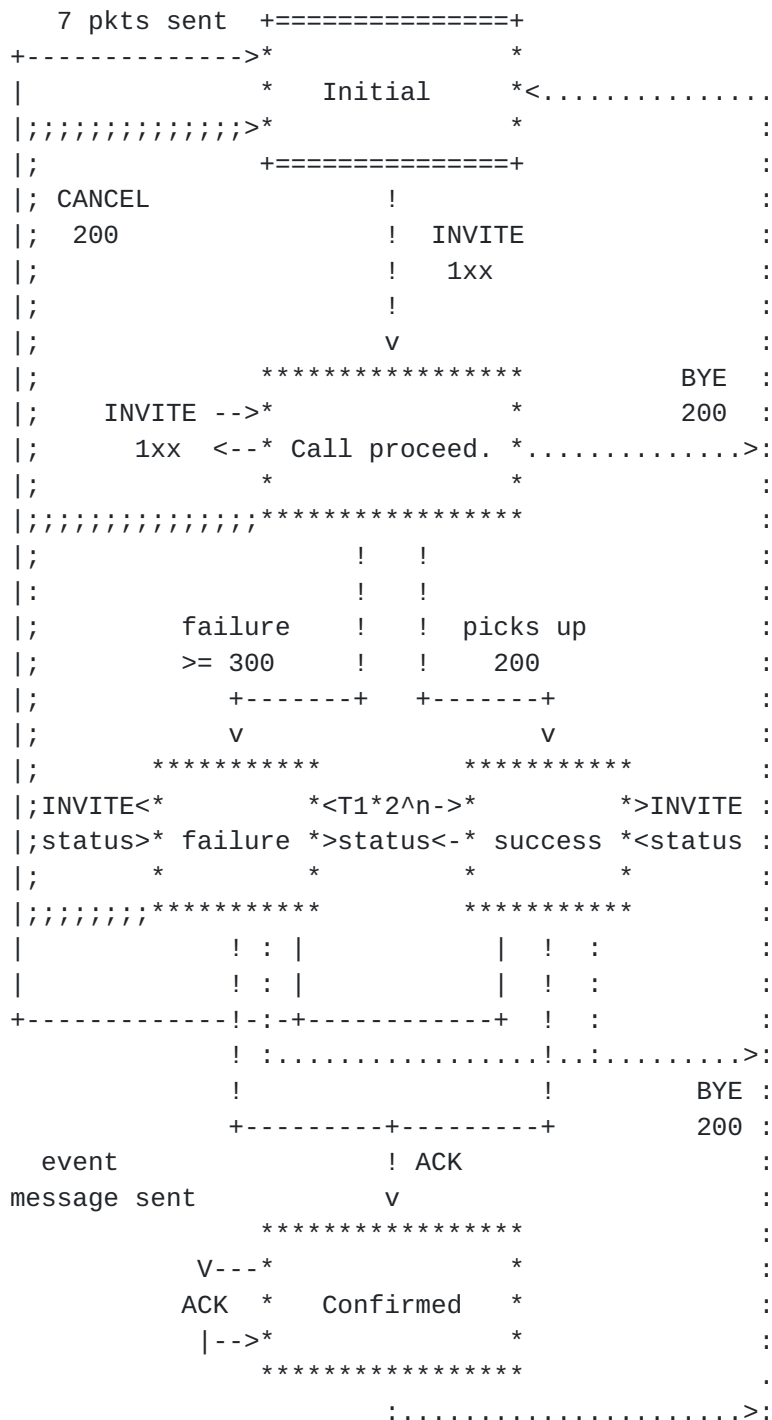 7 pkts sent  +===============+
+-------------->*               *
|               *   Initial     *<...............
|;;;;;;;;;;;;;;>*               *               :
|;              +===============+               :
|; CANCEL               !                       :
|;  200                 !  INVITE               :
|;                      !   1xx                 :
|;                      !                       :
|;                      v                       :
|;              *****************          BYE  :
|;    INVITE -->*               *          200  :
|;      1xx  <--* Call proceed. *..............>:
|;              *               *               :
|;;;;;;;;;;;;;;;*****************               :
|;                    !   !                     :
|:                    !   !                     :
|;         failure    !   !  picks up           :
|;         >= 300     !   !    200              :
|;            +-------+   +-------+             :
|;            v                   v             :
|;       ***********         ***********        :
|;INVITE<*         *<T1*2^n->*         *>INVITE :
|;status>* failure *>status<-* success *<status :
|;       *         *         *         *        :
|;;;;;;;;***********         ***********        :
|             ! : |            |  !  :          :
|             ! : |            |  !  :          :
+-------------!-:-+------------+  !  :          :
              ! :.................!..:.........>:
              !                   !         BYE :
              +---------+---------+         200 :
  event                 ! ACK                   :
message sent            v                       :
                *****************               :
            V---*               *               :
           ACK  *   Confirmed   *               :
            |-->*               *               :
                *****************               .
                        :......................>: